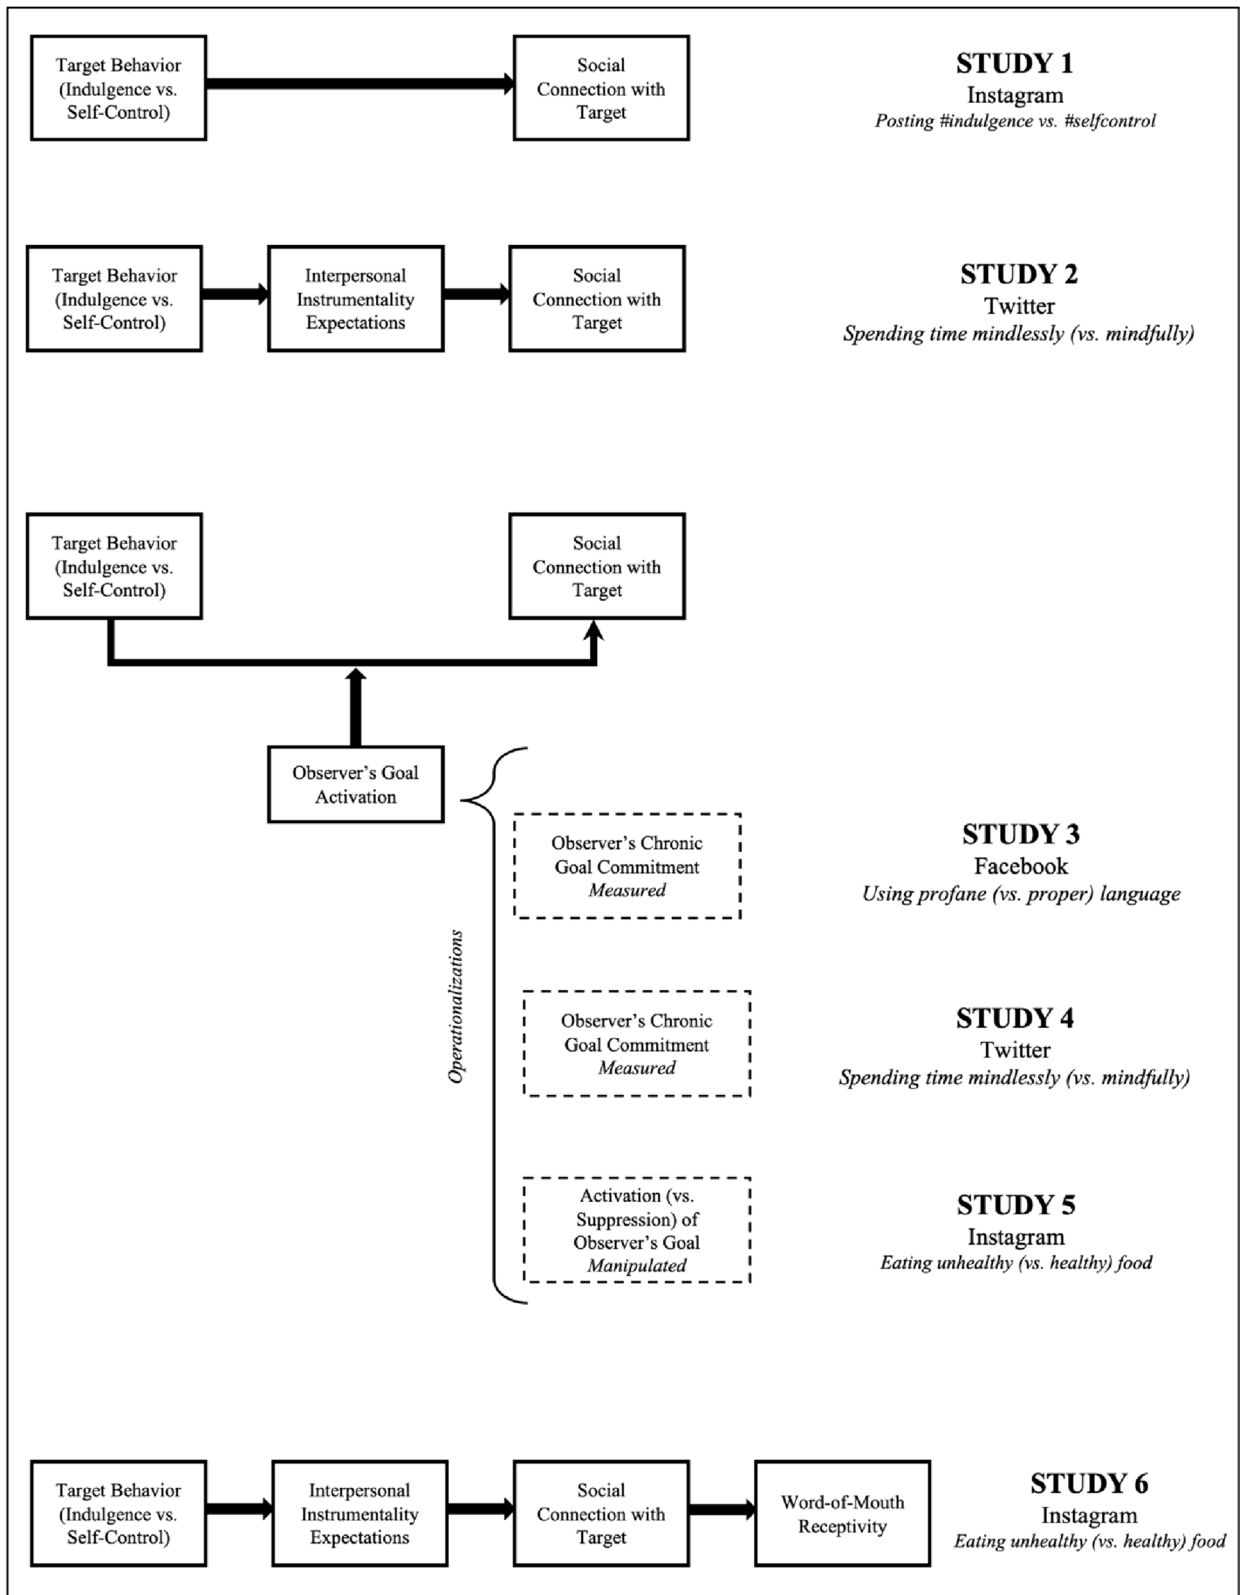 Target Behavior
(Indulgence vs.
Self-Control)
Social
Connection with
Target
STUDY 1
Instagram
Posting #indulgence vs. #selfcontrol
Target Behavior
(Indulgence vs.
Self-Control)
Interpersonal
Instrumentality
Expectations
Social
Connection with
Target
STUDY 2
Twitter
Spending time mindlessly (vs. mindfully)
Target Behavior
(Indulgence vs.
Self-Control)
Social
Connection with
Target
Observer's Goal
Activation
Operationalizations
Observer's Chronic
Goal Commitment
Measured
STUDY 3
Facebook
Using profane (vs. proper) language
Observer's Chronic
Goal Commitment
Measured
STUDY 4
Twitter
Spending time mindlessly (vs. mindfully)
Activation (vs.
Suppression) of
Observer's Goal
Manipulated
STUDY 5
Instagram
Eating unhealthy (vs. healthy) food
Target Behavior
(Indulgence vs.
Self-Control)
Interpersonal
Instrumentality
Expectations
Social
Connection with
Target
Word-of-Mouth
Receptivity
STUDY 6
Instagram
Eating unhealthy (vs. healthy) food